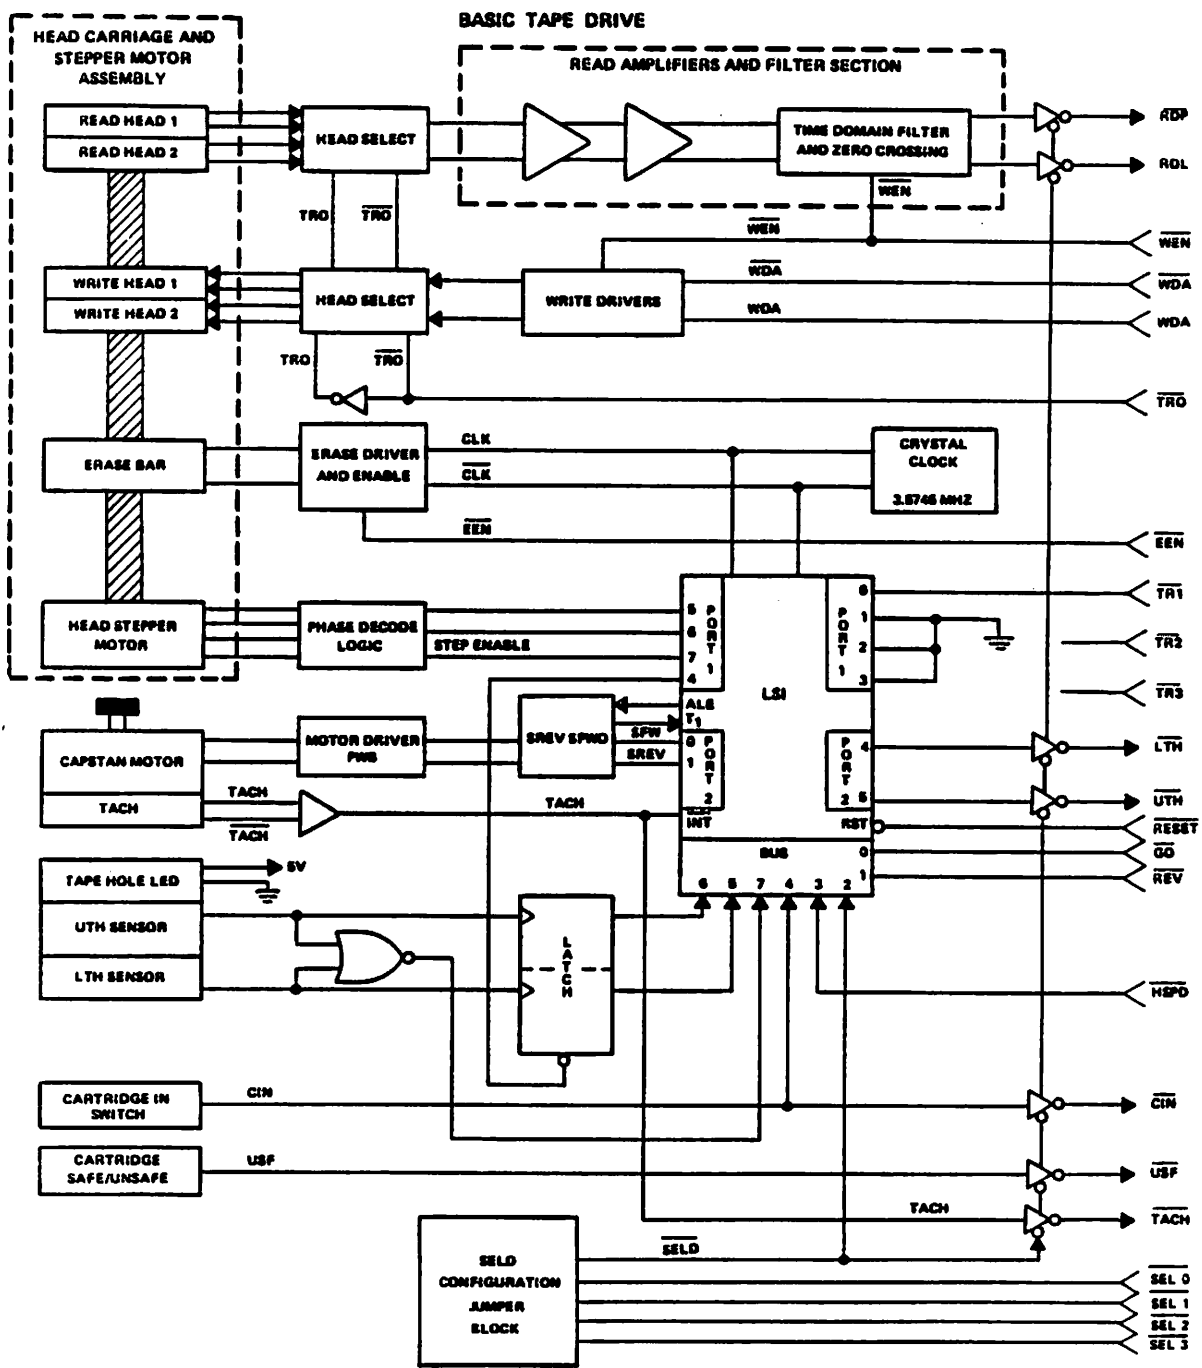 BASIC TAPE DRIVE
HEAD CARRIAGE AND
STEPPER MOTOR
ASSEMBLY
READ AMPLIFIERS AND FILTER SECTION
READ HEAD 1
READ HEAD 2
HEAD SELECT
TIME DOMAIN FILTER
AND ZERO CROSSING
RDP
RDL
WEN
TRO
TRO
WEN
WEN
WRITE HEAD 1
WRITE HEAD 2
HEAD SELECT
WRITE DRIVERS
WDA
WDA
WDA
WDA
TRO
TRO
TRO
ERASE BAR
ERASE DRIVER
AND ENABLE
CLK
CLK
CRYSTAL
CLOCK
EEN
EEN
HEAD STEPPER
MOTOR
PHASE DECODE
LOGIC
STEP ENABLE
5
6
7
4
PORT 1
LSI
PORT 1
1
2
3
TR1
TR2
TR3
CAPSTAN MOTOR
TACH
MOTOR DRIVER
PWB
SREV SFWD
ALE
T1
SFW
SREV
0
1
PORT 2
INT
PORT 2
4
5
RST
LTH
UTH
RESET
GO
REV
TACH
TACH
TACH
BUS
0
1
6
5
7
4
3
2
TAPE HOLE LED
5V
UTH SENSOR
LTH SENSOR
LATCH
HSPD
CARTRIDGE IN
SWITCH
CIN
CIN
CARTRIDGE
SAFE/UNSAFE
USF
USF
TACH
TACH
SELD
CONFIGURATION
JUMPER
BLOCK
SELD
SEL 0
SEL 1
SEL 2
SEL 3